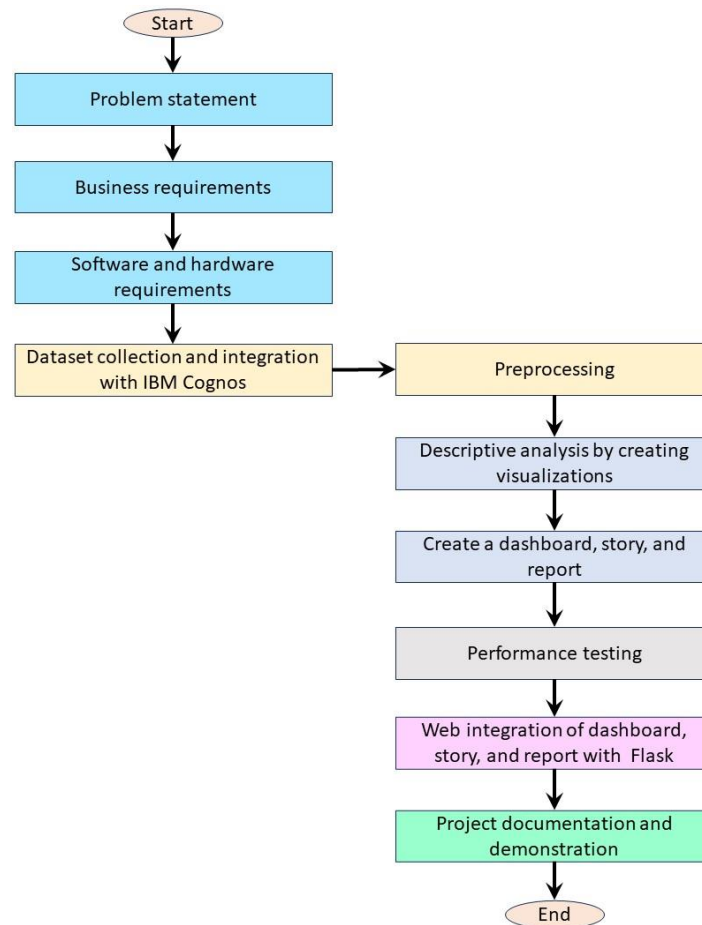 Start
Problem statement
Business requirements
Software and hardware
requirements
Dataset collection and integration
with IBM Cognos
Preprocessing
Descriptive analysis by creating
visualizations
Create a dashboard, story, and
report
Performance testing
Web integration of dashboard,
story, and report with Flask
Project documentation and
demonstration
End